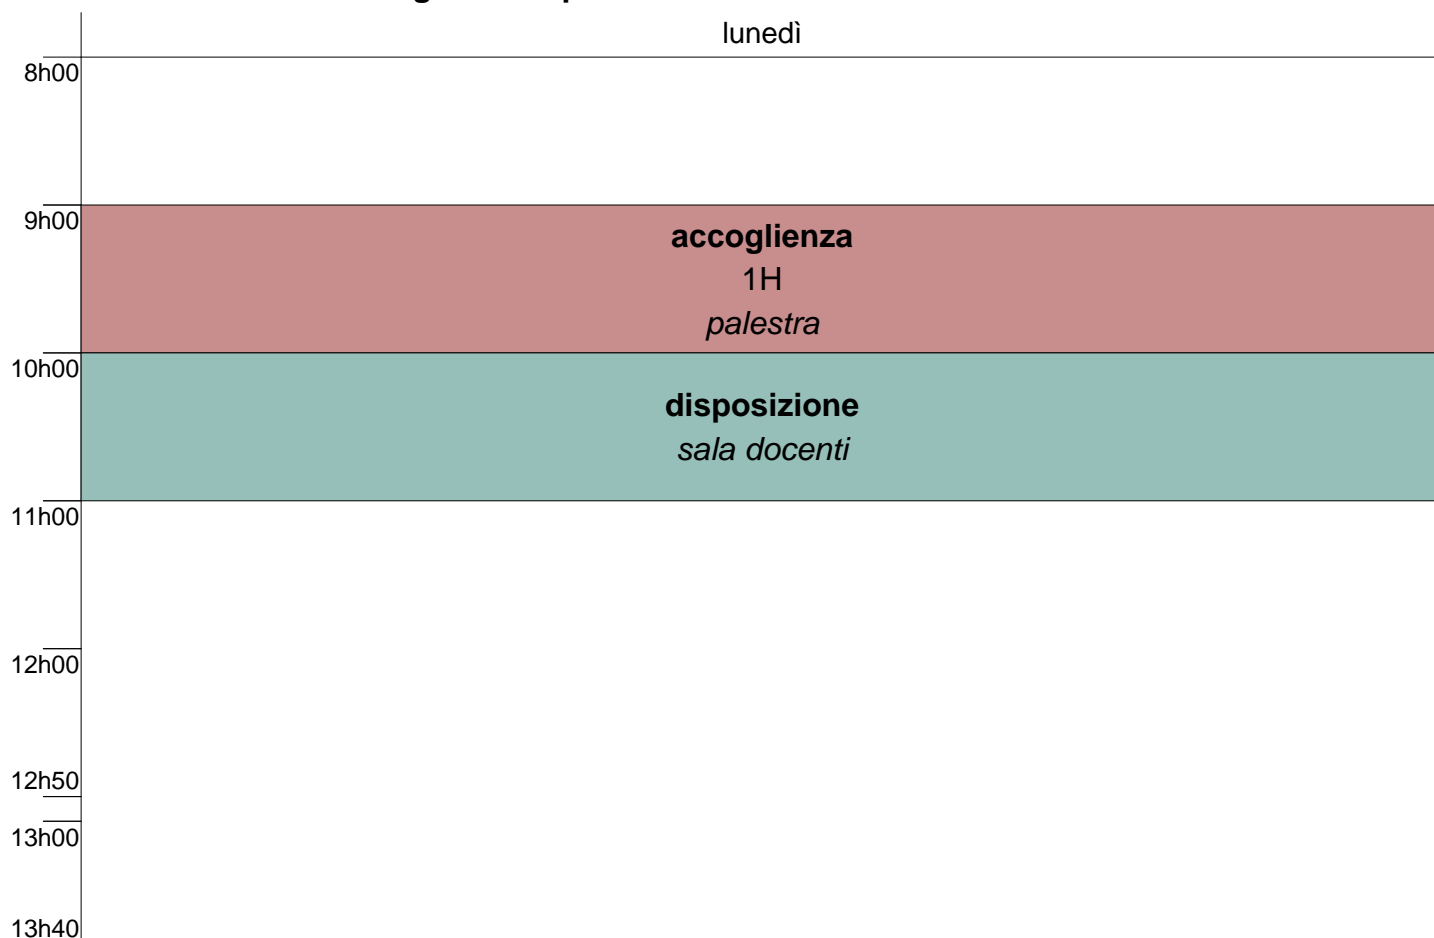 lunedì
8h00
9h00
accoglienza
1H
palestra
10h00
disposizione
sala docenti
11h00
12h00
12h50
13h00
13h40